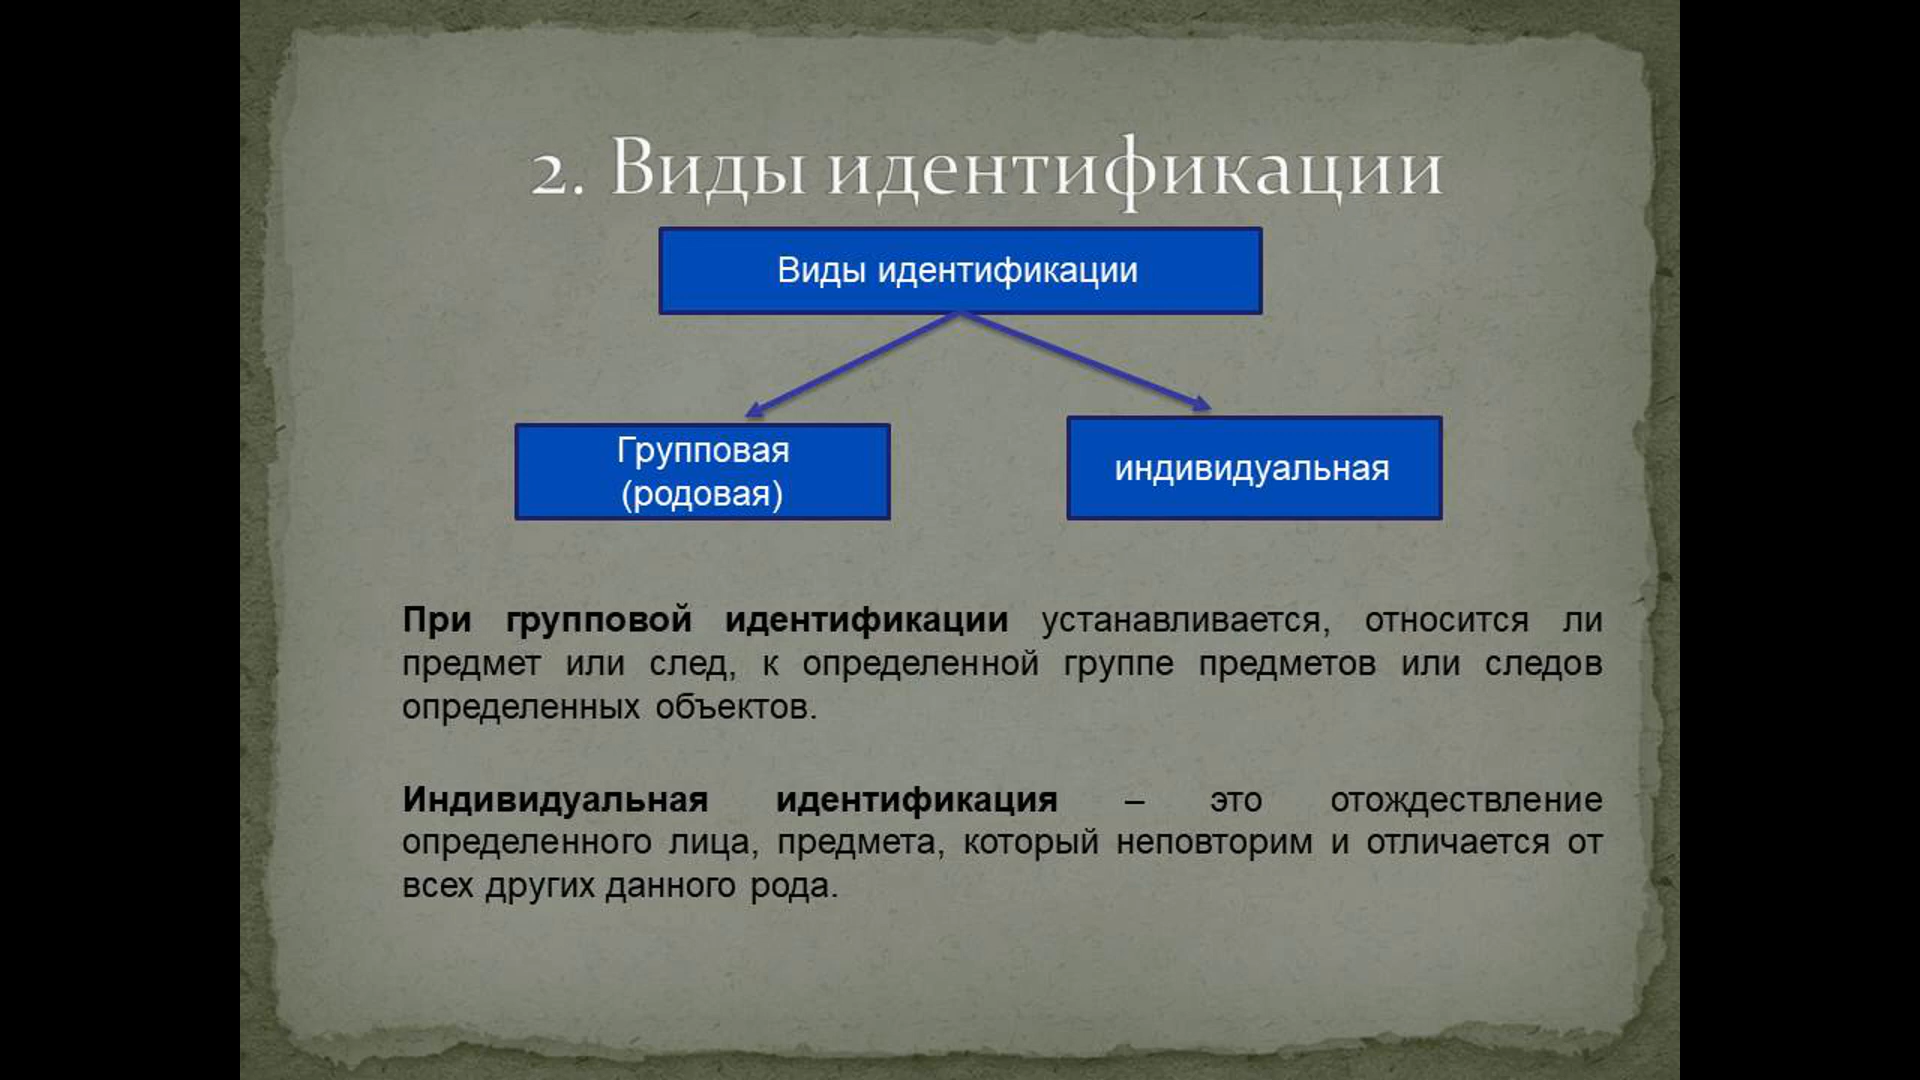 2. Виды идентификации
Виды идентификации
Групповая
(родовая)
индивидуальная
При групповой идентификации устанавливается, относится ли
предмет или след, к определенной группе предметов или следов
определенных объектов.
Индивидуальная идентификация – это отождествление
определенного лица, предмета, который неповторим и отличается от
всех других данного рода.